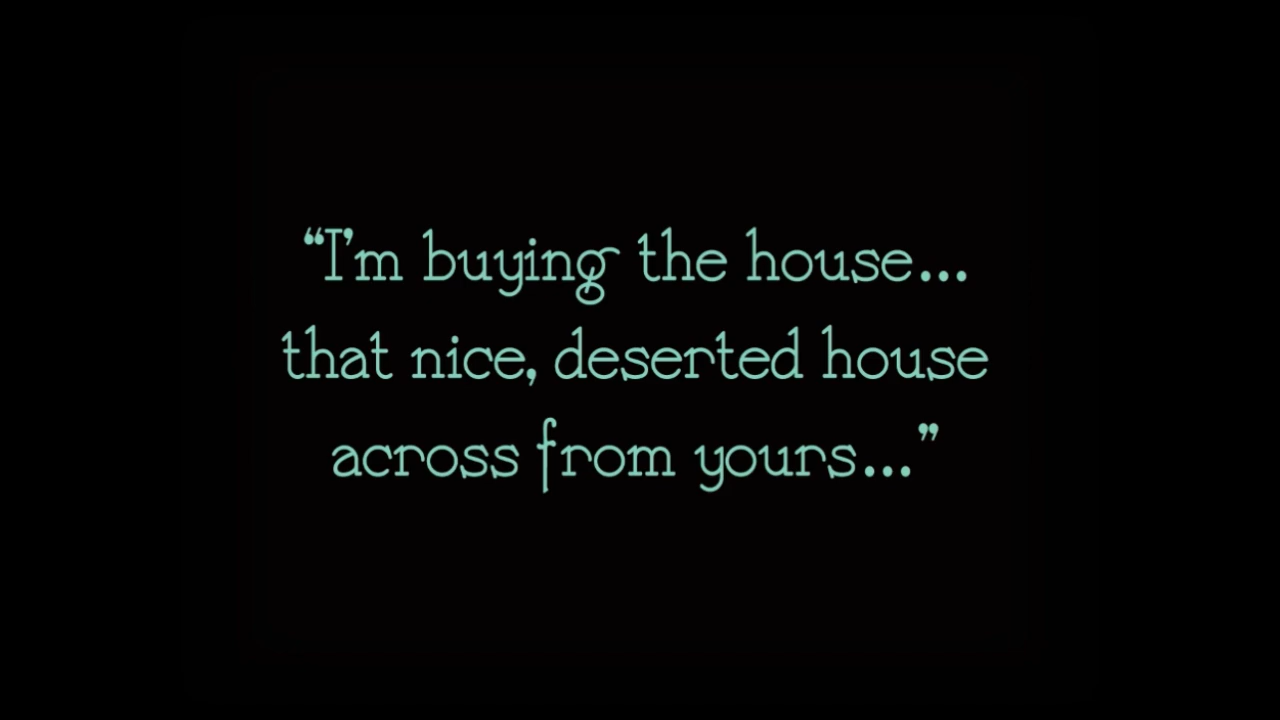 “I’m buying the house...
that nice, deserted house
across from yours...”